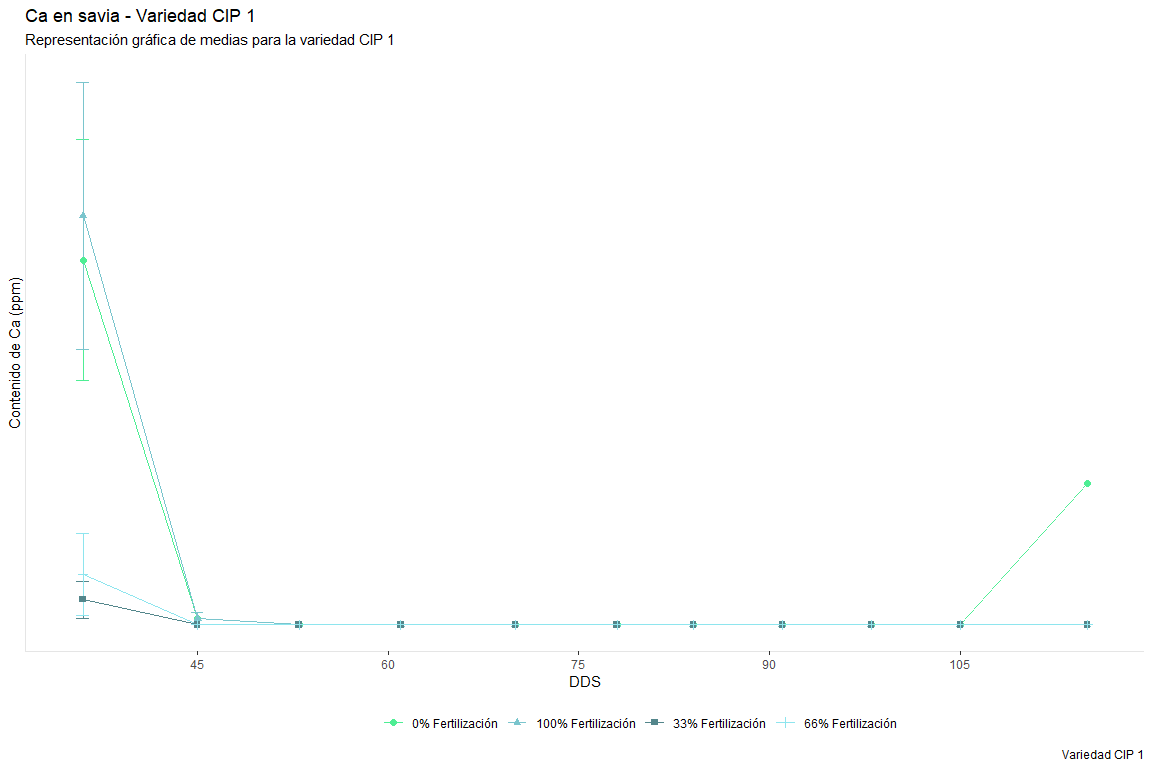 Ca en savia - Variedad CIP 1
Representación gráfica de medias para la variedad CIP 1
Contenido de Ca (ppm)
45 60 75 90 105
DDS
0% Fertilización 100% Fertilización 33% Fertilización 66% Fertilización
Variedad CIP 1